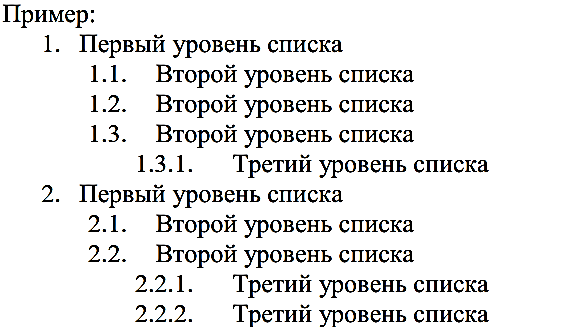 Пример:
1. Первый уровень списка
1.1. Второй уровень списка
1.2. Второй уровень списка
1.3. Второй уровень списка
1.3.1. Третий уровень списка
2. Первый уровень списка
2.1. Второй уровень списка
2.2. Второй уровень списка
2.2.1. Третий уровень списка
2.2.2. Третий уровень списка